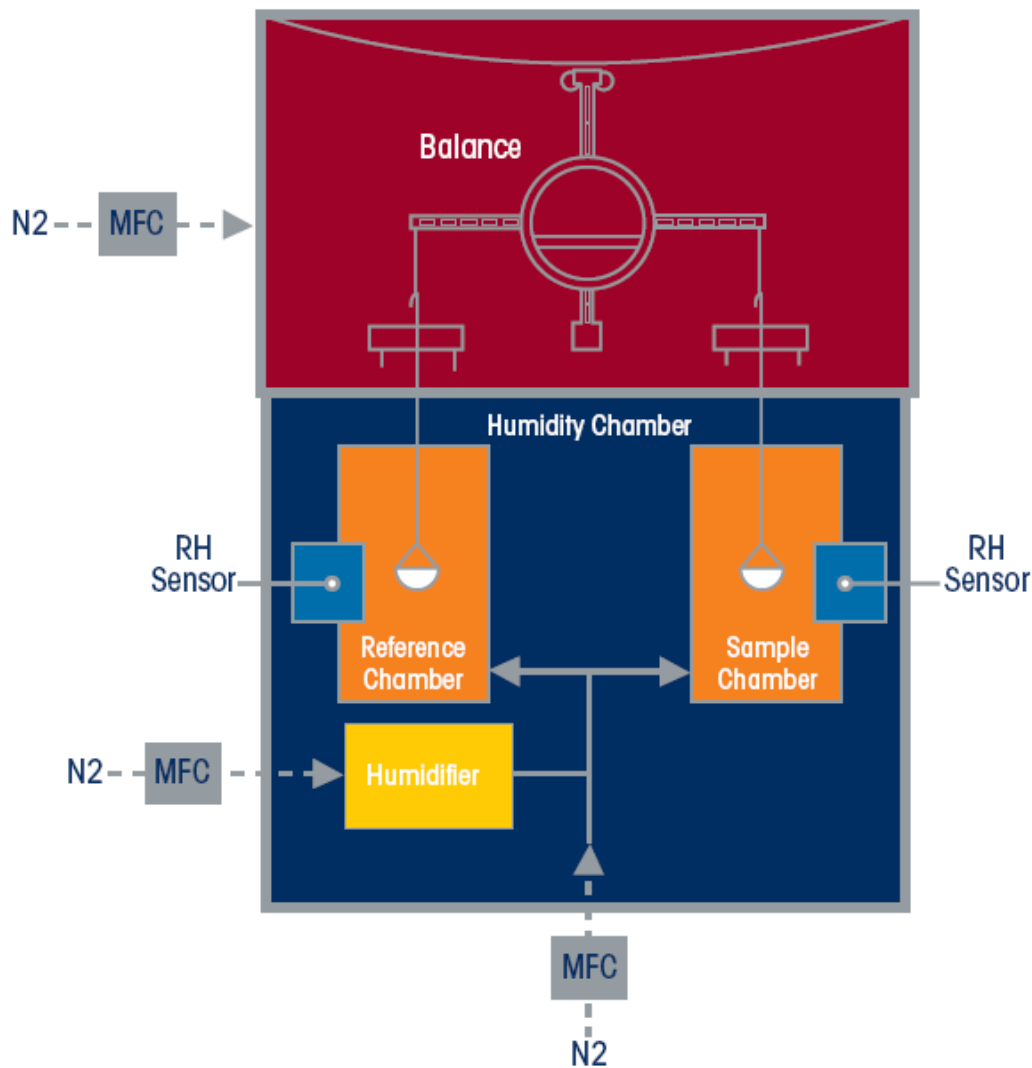 Balance
N2
MFC
Humidity Chamber
RH
Sensor
RH
Sensor
Reference
Chamber
Sample
Chamber
N2
MFC
Humidifier
MFC
N2